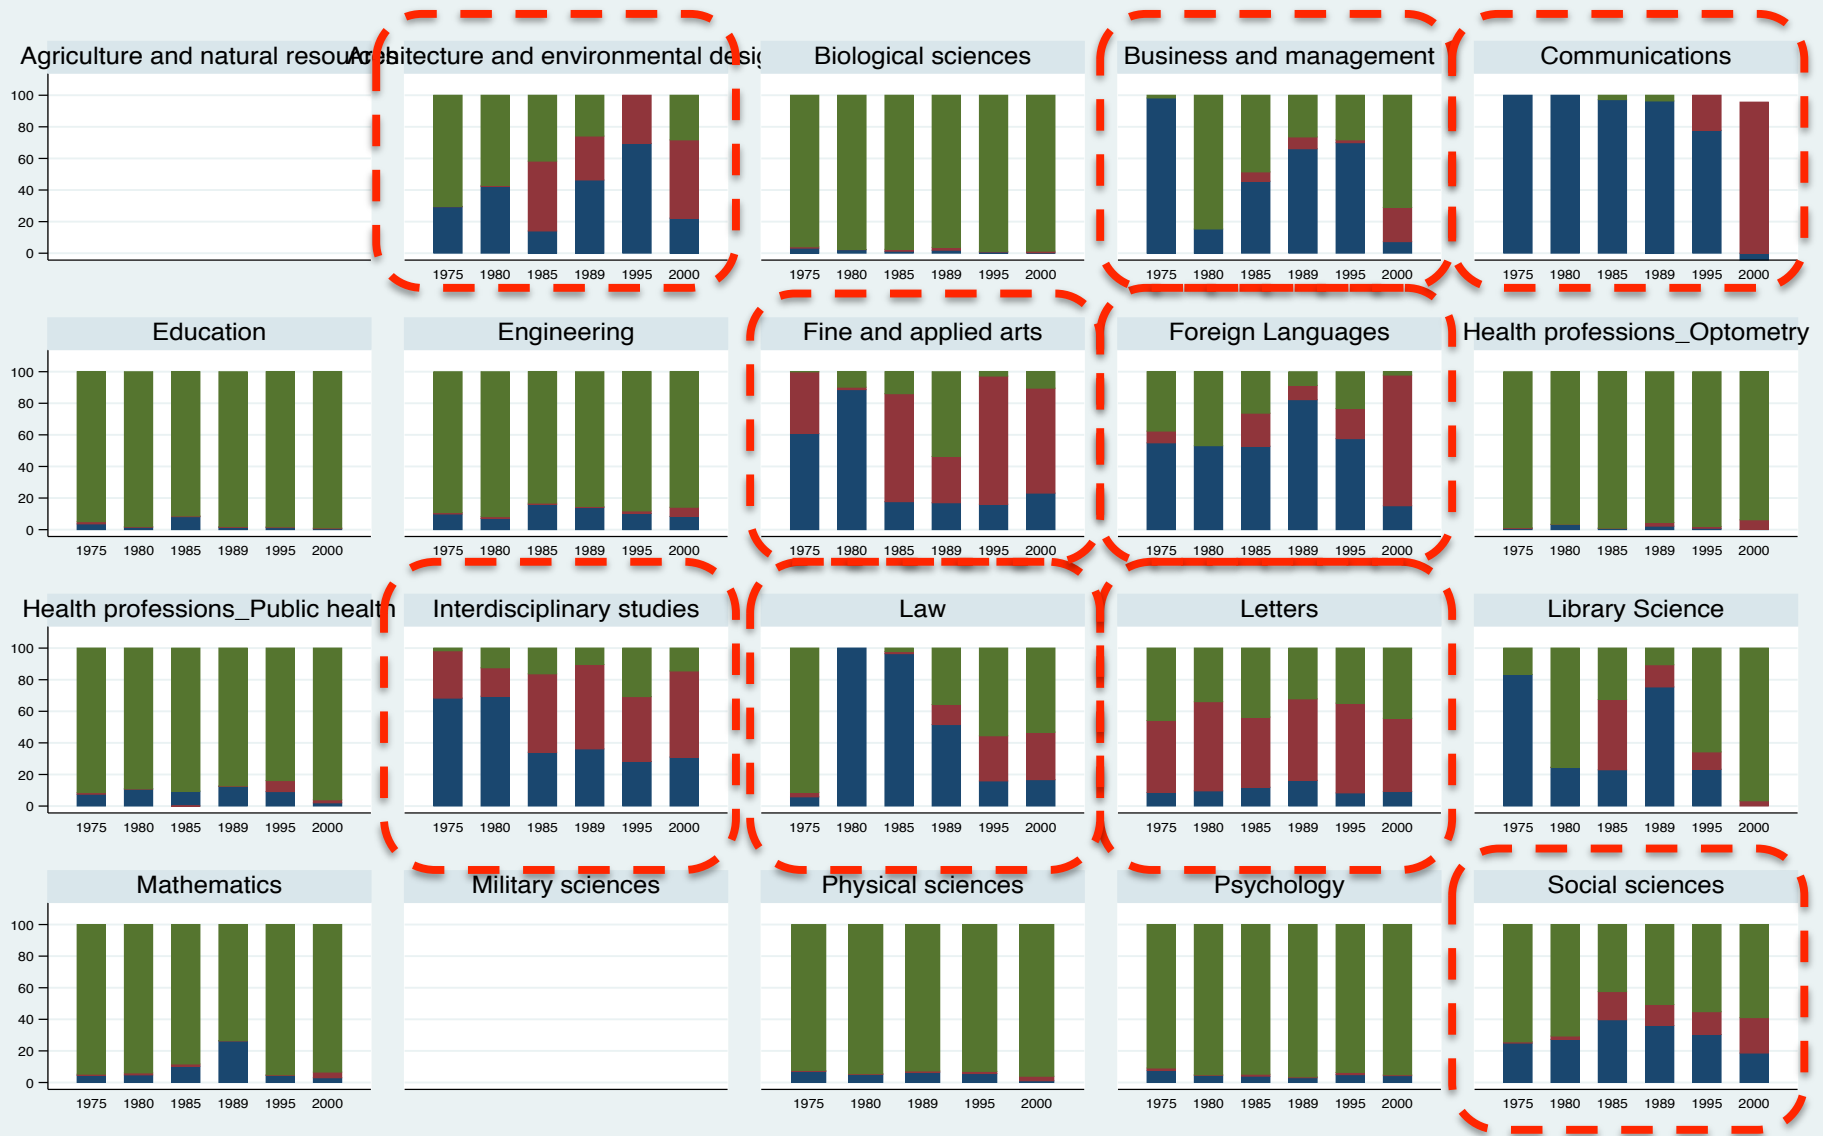 Agriculture and natural resources
Architecture and environmental desig
Biological sciences
Business and management
Communications
100
80
60
40
20
0
1975 1980 1985 1989 1995 2000
1975 1980 1985 1989 1995 2000
1975 1980 1985 1989 1995 2000
1975 1980 1985 1989 1995 2000
Education
Engineering
Fine and applied arts
Foreign Languages
Health professions_Optometry
100
80
60
40
20
0
1975 1980 1985 1989 1995 2000
1975 1980 1985 1989 1995 2000
1975 1980 1985 1989 1995 2000
1975 1980 1985 1989 1995 2000
1975 1980 1985 1989 1995 2000
Health professions_Public health
Interdisciplinary studies
Law
Letters
Library Science
100
80
60
40
20
0
1975 1980 1985 1989 1995 2000
1975 1980 1985 1989 1995 2000
1975 1980 1985 1989 1995 2000
1975 1980 1985 1989 1995 2000
1975 1980 1985 1989 1995 2000
Mathematics
Military sciences
Physical sciences
Psychology
Social sciences
100
80
60
40
20
0
1975 1980 1985 1989 1995 2000
1975 1980 1989 1995 2000
1975 1980 1985 1989 1995 2000
1975 1980 1985 1989 1995 2000